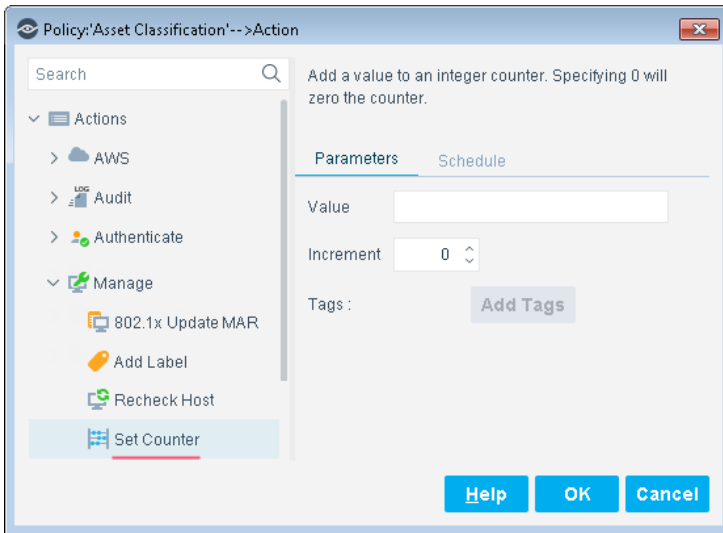 Policy:'Asset Classification'-->Action
Search
Actions
AWS
LOG
Audit
Authenticate
Manage
802.1x Update MAR
Add Label
Recheck Host
Set Counter
Add a value to an integer counter. Specifying 0 will
zero the counter.
Parameters Schedule
Value
Increment 0
Tags : Add Tags
Help OK Cancel